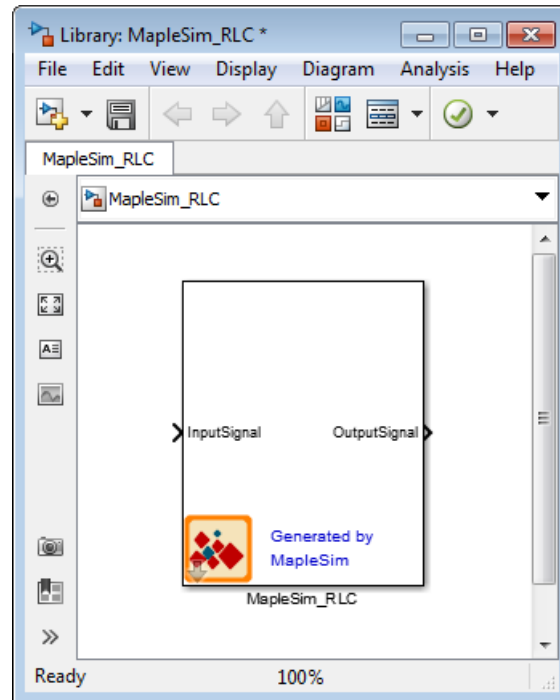 Library: MapleSim_RLC *
File Edit View Display Diagram Analysis Help
MapleSim_RLC
MapleSim_RLC
InputSignal OutputSignal
Generated by
MapleSim
MapleSim_RLC
Ready 100%